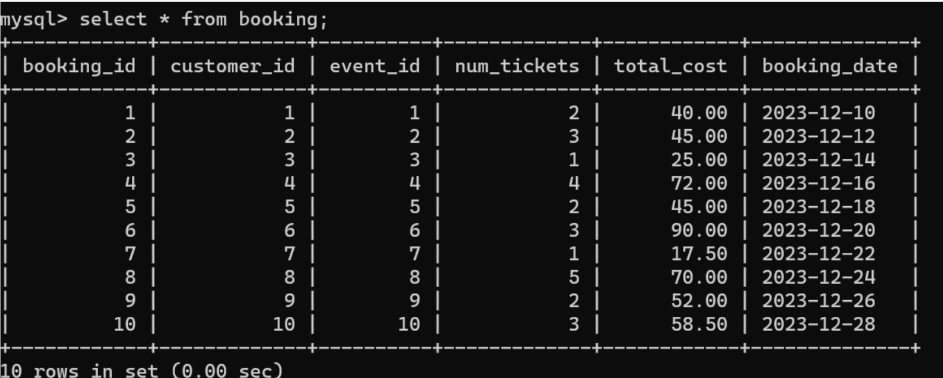 mysql> select * from booking;
+------------+-------------+----------+-------------+------------+--------------+
| booking_id | customer_id | event_id | num_tickets | total_cost | booking_date |
+------------+-------------+----------+-------------+------------+--------------+
|          1 |           1 |        1 |           2 |      40.00 | 2023-12-10   |
|          2 |           2 |        2 |           3 |      45.00 | 2023-12-12   |
|          3 |           3 |        3 |           1 |      25.00 | 2023-12-14   |
|          4 |           4 |        4 |           4 |      72.00 | 2023-12-16   |
|          5 |           5 |        5 |           2 |      45.00 | 2023-12-18   |
|          6 |           6 |        6 |           3 |      90.00 | 2023-12-20   |
|          7 |           7 |        7 |           1 |      17.50 | 2023-12-22   |
|          8 |           8 |        8 |           5 |      70.00 | 2023-12-24   |
|          9 |           9 |        9 |           2 |      52.00 | 2023-12-26   |
|         10 |          10 |       10 |           3 |      58.50 | 2023-12-28   |
+------------+-------------+----------+-------------+------------+--------------+
10 rows in set (0.00 sec)